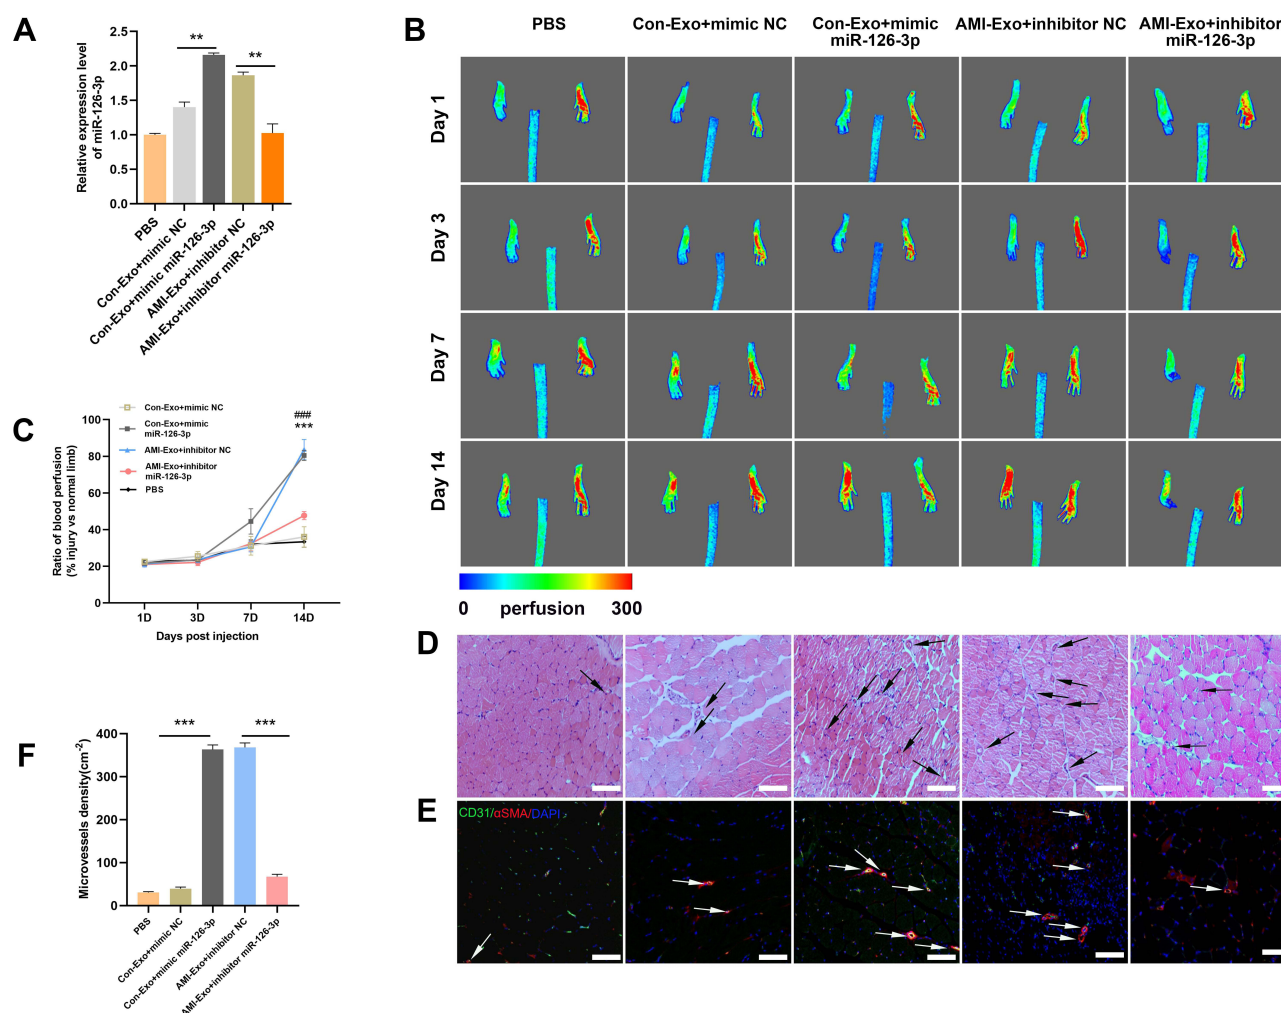 A
Relative expression level
of miR-126-3p
2.5
2.0
1.5
1.0
0.5
0.0
**
**
PBS
Con-Exo+mimic NC
Con-Exo+mimic miR-126-3p
AMI-Exo+inhibitor NC
AMI-Exo+inhibitor miR-126-3p
B
PBS
Con-Exo+mimic NC
Con-Exo+mimic
miR-126-3p
AMI-Exo+inhibitor NC
AMI-Exo+inhibitor
miR-126-3p
Day 1
Day 3
Day 7
Day 14
0 perfusion 300
C
Ratio of blood perfusion
(% injury vs normal limb)
100
80
60
40
20
0
Con-Exo+mimic NC
Con-Exo+mimic
miR-126-3p
AMI-Exo+inhibitor NC
AMI-Exo+inhibitor
miR-126-3p
PBS
###
***
1D 3D 7D 14D
Days post injection
D
E
CD31/αSMA/DAPI
F
Microvessels density(cm-2)
400
300
200
100
0
***
***
PBS
Con-Exo+mimic NC
Con-Exo+mimic miR-126-3p
AMI-Exo+inhibitor NC
AMI-Exo+inhibitor miR-126-3p